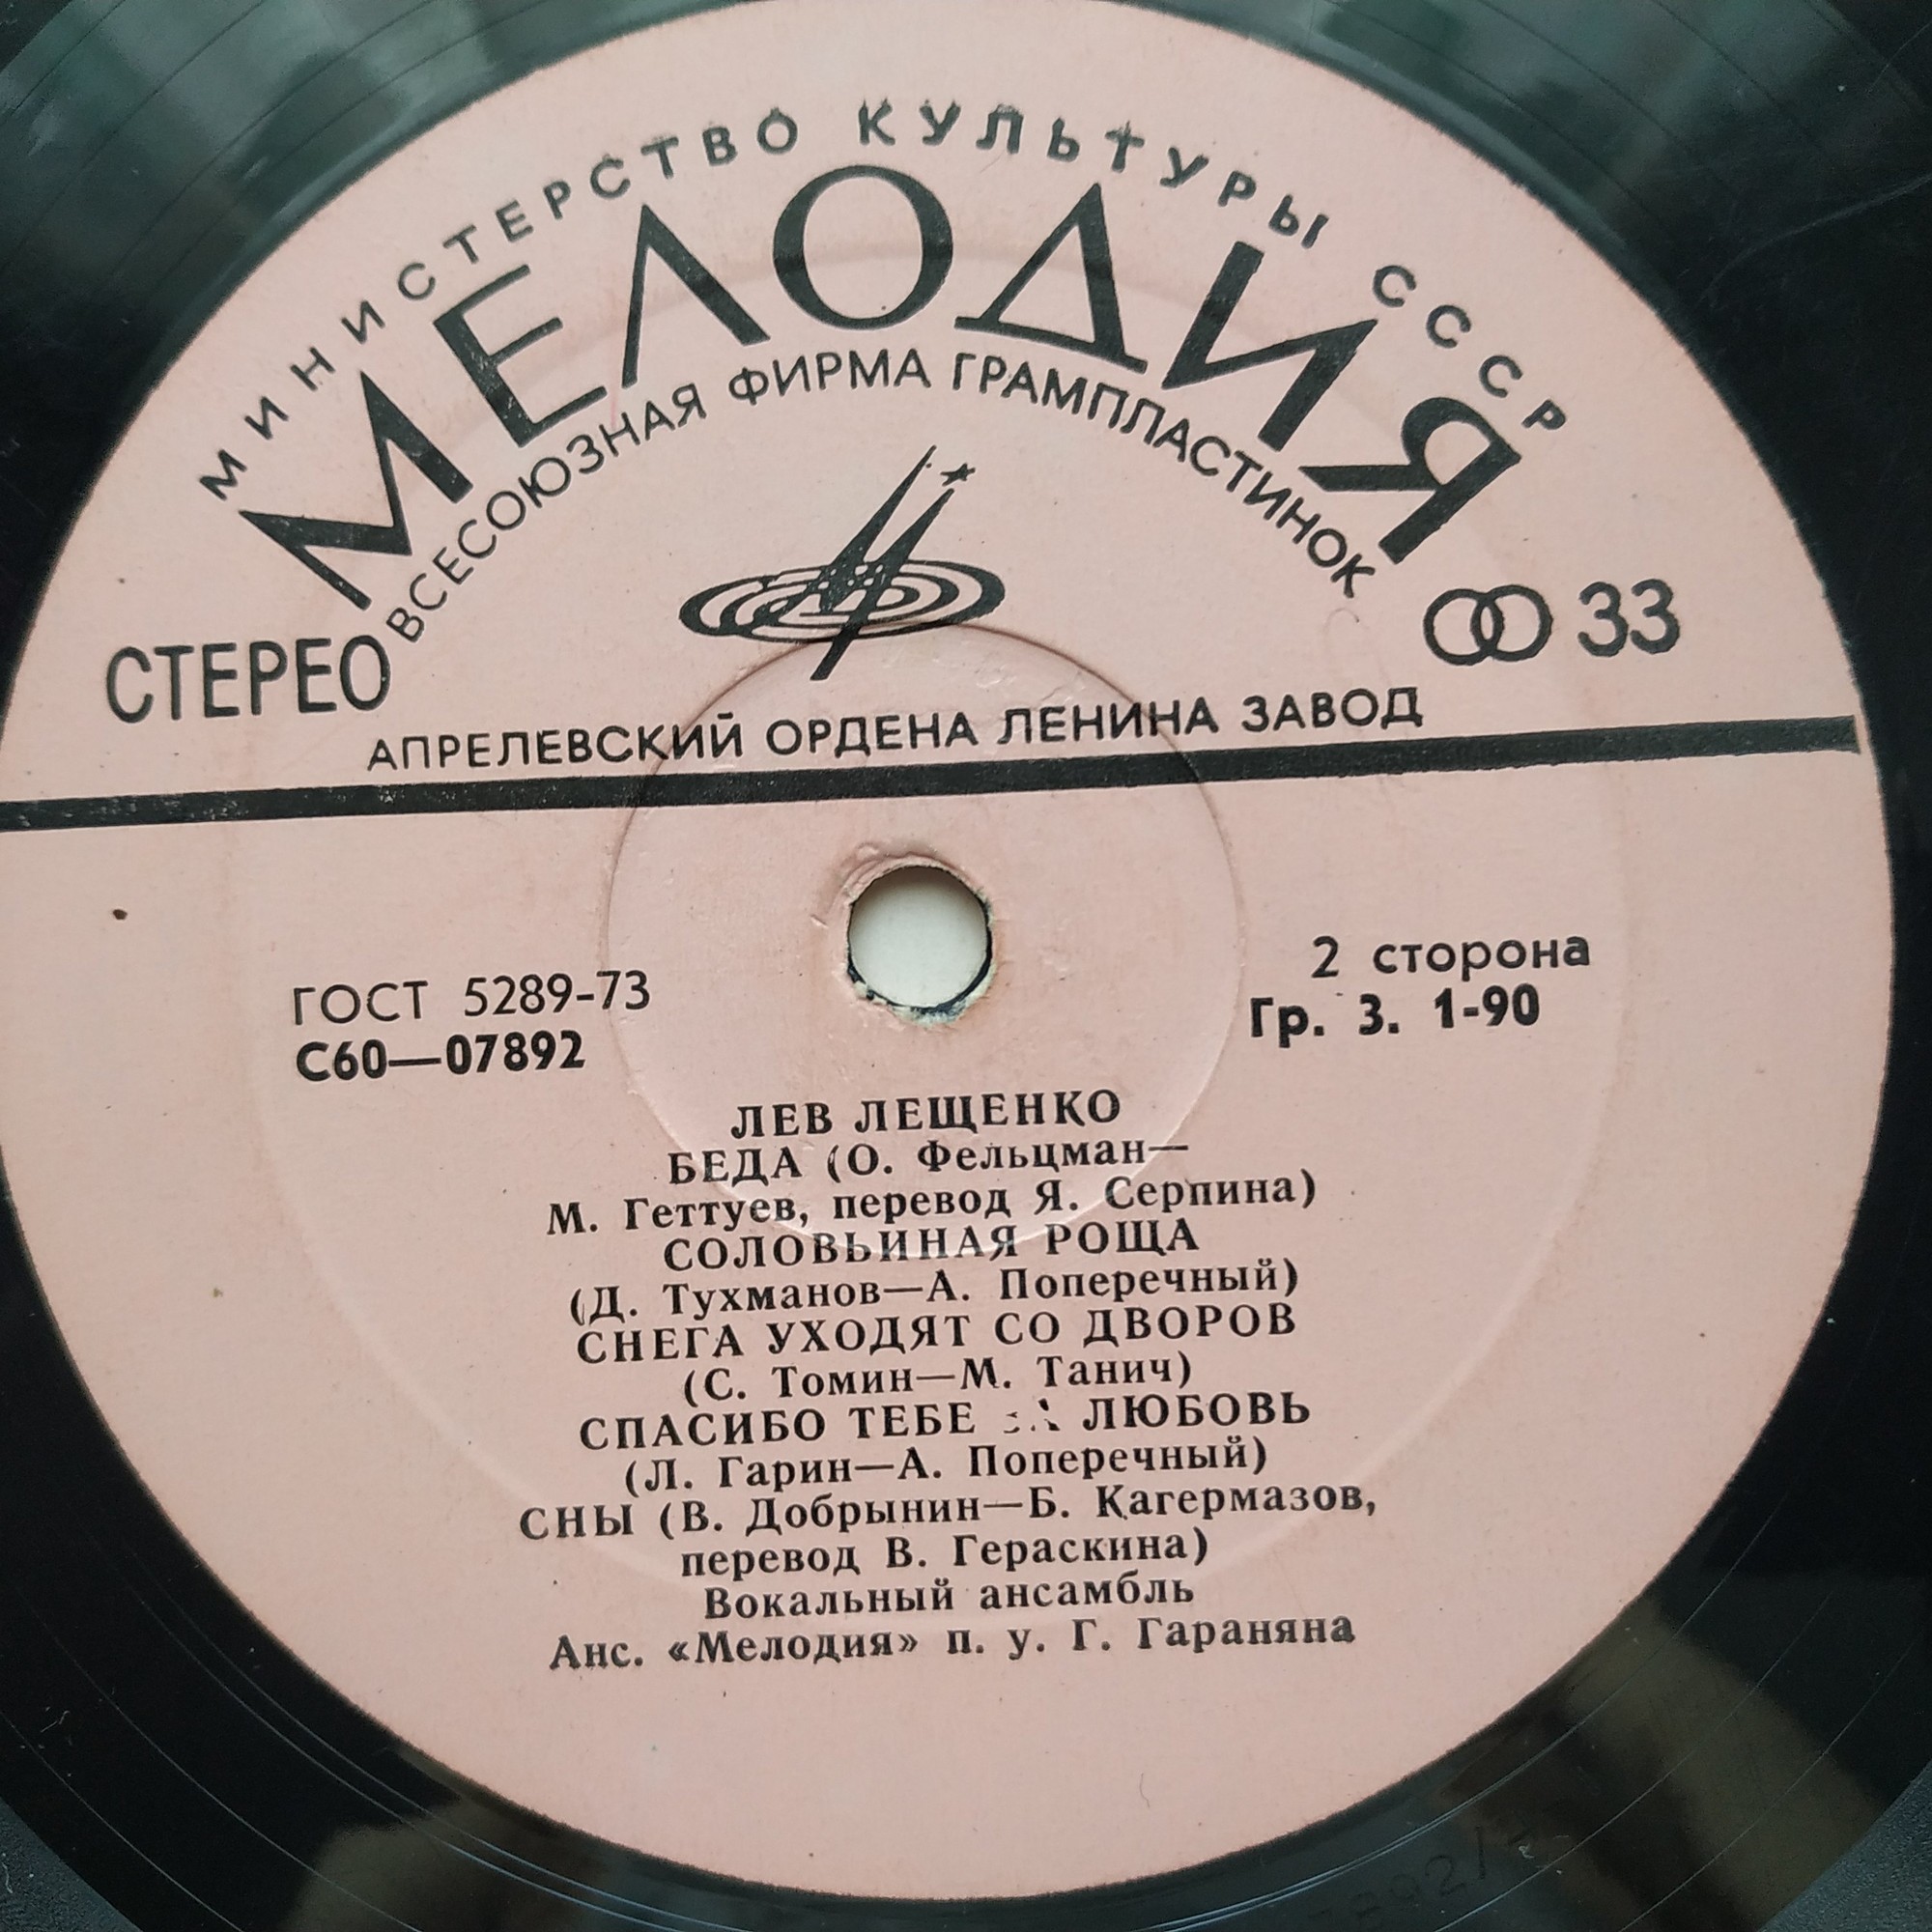 МИНИСТЕРСТВО КУЛЬТУРЫ СССР
МЕЛОДИЯ
ВСЕСОЮЗНАЯ ФИРМА ГРАМПЛАСТИНОК
СТЕРЕО
33
АПРЕЛЕВСКИЙ ОРДЕНА ЛЕНИНА ЗАВОД
ГОСТ 5289-73
С60—07892
2 сторона
Гр. 3. 1-90
ЛЕВ ЛЕЩЕНКО
БЕДА (О. Фельцман—
М. Геттуев, перевод Я. Серпина)
СОЛОВЬИНАЯ РОЩА
(Д. Тухманов—А. Поперечный)
СНЕГА УХОДЯТ СО ДВОРОВ
(С. Томин—М. Танич)
СПАСИБО ТЕБЕ ЗА ЛЮБОВЬ
(Л. Гарин—А. Поперечный)
СНЫ (В. Добрынин—Б. Кагермазов,
перевод В. Гераскина)
Вокальный ансамбль
Анс. «Мелодия» п. у. Г. Гараняна